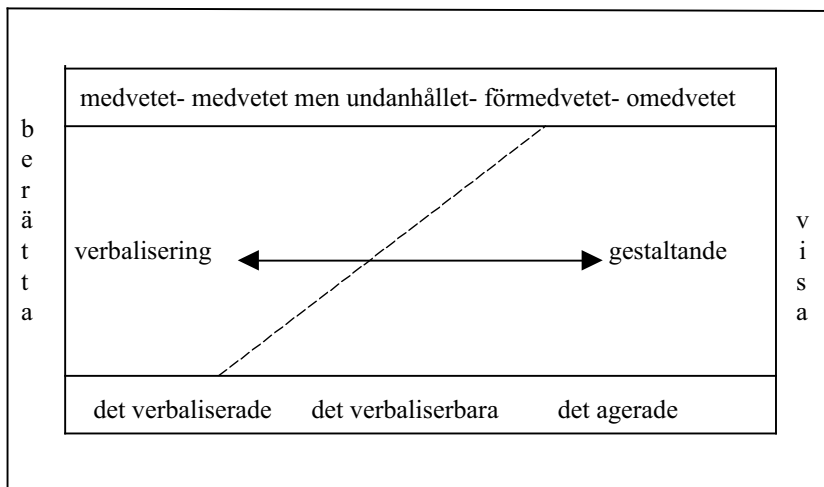 medvetet- medvetet men undanhållet- förmedvetet- omedvetet
berätta
verbalisering
gestaltande
visa
det verbaliserade
det verbaliserbara
det agerade